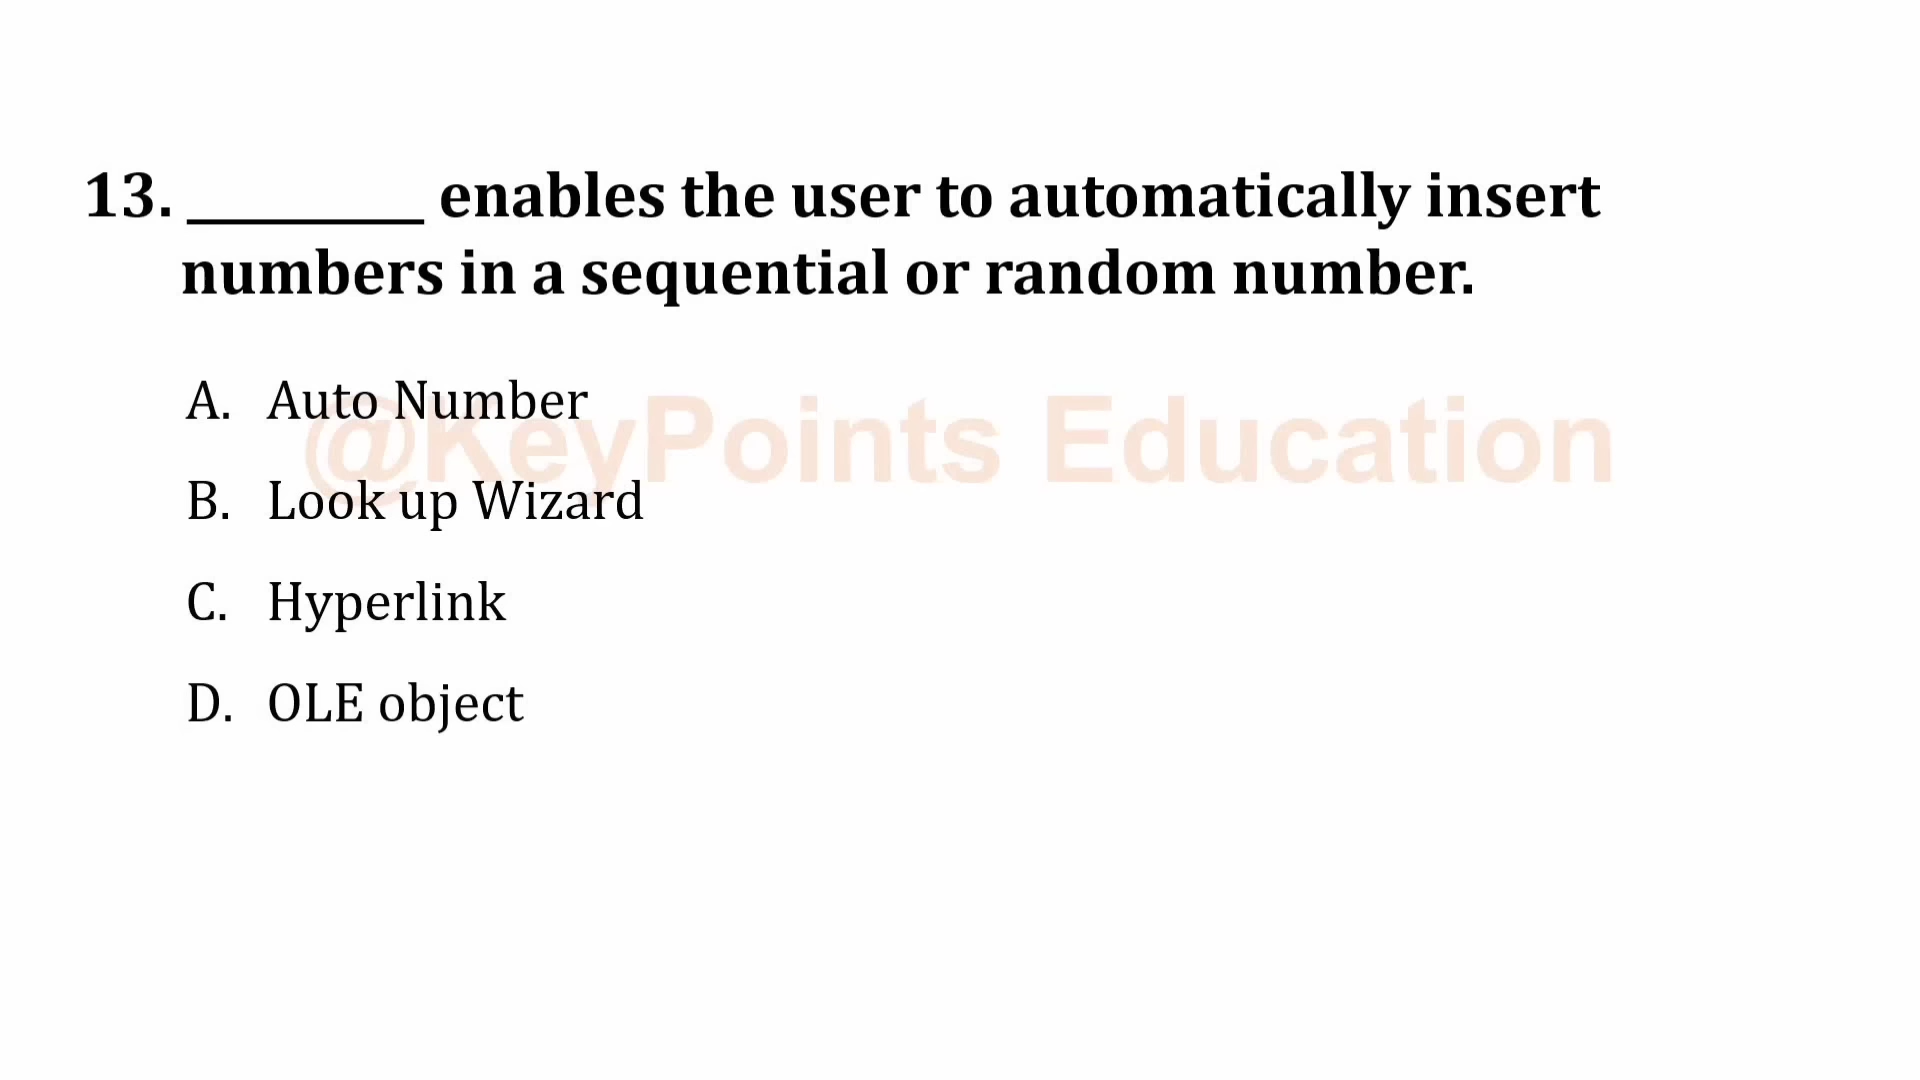 13. ________ enables the user to automatically insert
numbers in a sequential or random number.
A. Auto Number
@KeyPoints Education
B. Look up Wizard
C. Hyperlink
D. OLE object